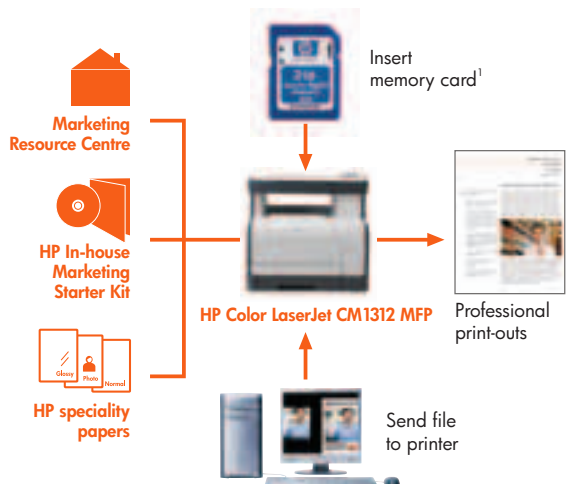 Insert
memory card1
Marketing
Resource Centre
HP In-house
Marketing
Starter Kit
HP Color LaserJet CM1312 MFP
Professional
print-outs
Glossy
Photo
Normal
HP speciality
papers
Send file
to printer